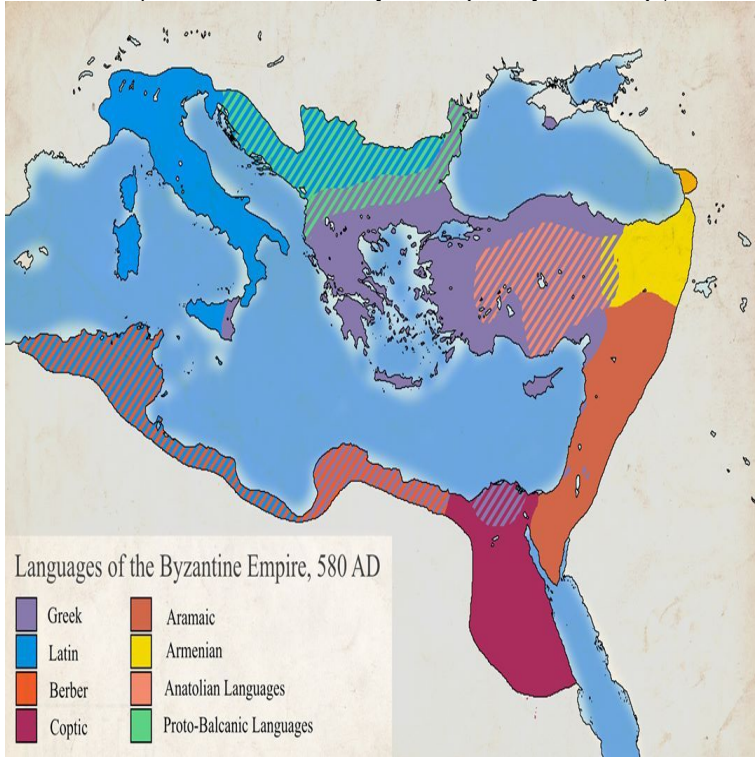 Languages of the Byzantine Empire, 580 AD
Greek
Latin
Berber
Coptic
Aramaic
Armenian
Anatolian Languages
Proto-Balcanic Languages